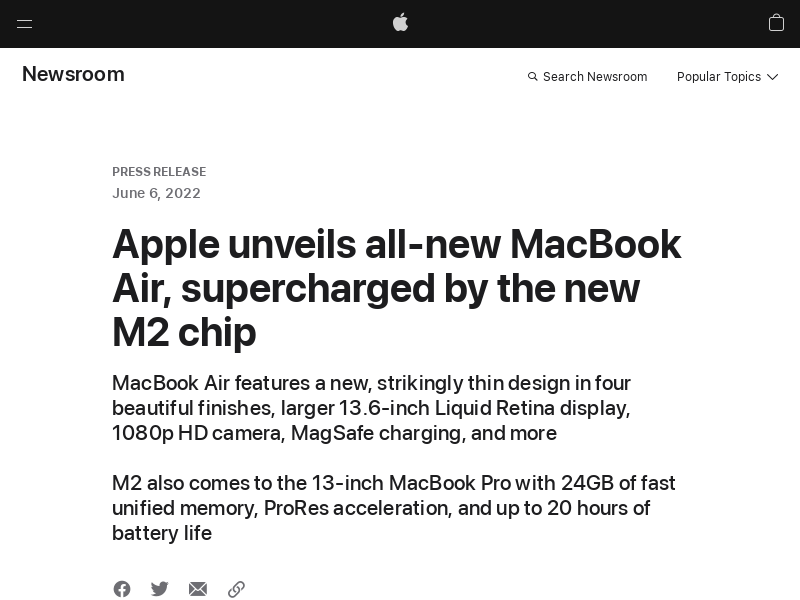 Newsroom
Search Newsroom
Popular Topics
PRESS RELEASE
June 6, 2022
Apple unveils all-new MacBook
Air, supercharged by the new
M2 chip
MacBook Air features a new, strikingly thin design in four
beautiful finishes, larger 13.6-inch Liquid Retina display,
1080p HD camera, MagSafe charging, and more
M2 also comes to the 13-inch MacBook Pro with 24GB of fast
unified memory, ProRes acceleration, and up to 20 hours of
battery life